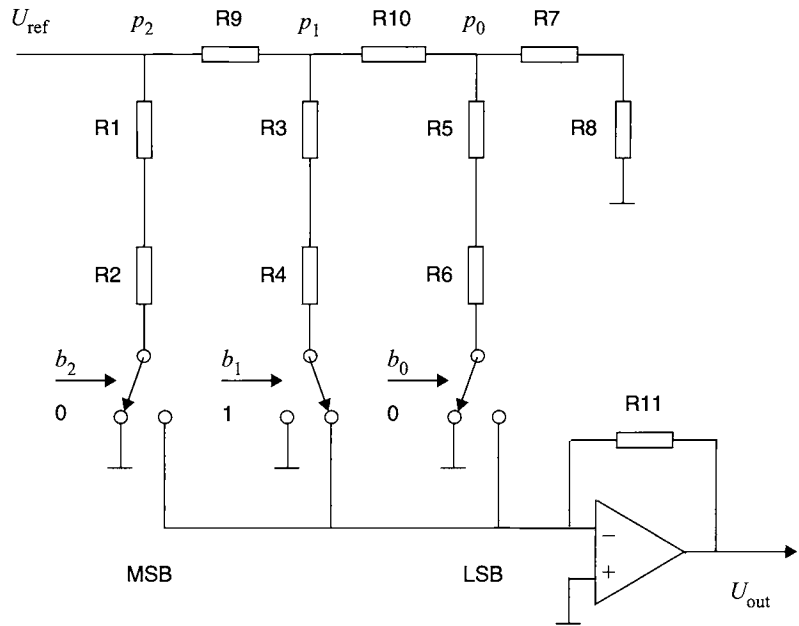 U_ref p_2 R9 p_1 R10 p_0 R7
R1 R3 R5 R8
R2 R4 R6
b_2 b_1 b_0
0 1 0 R11
−
+
MSB LSB U_out